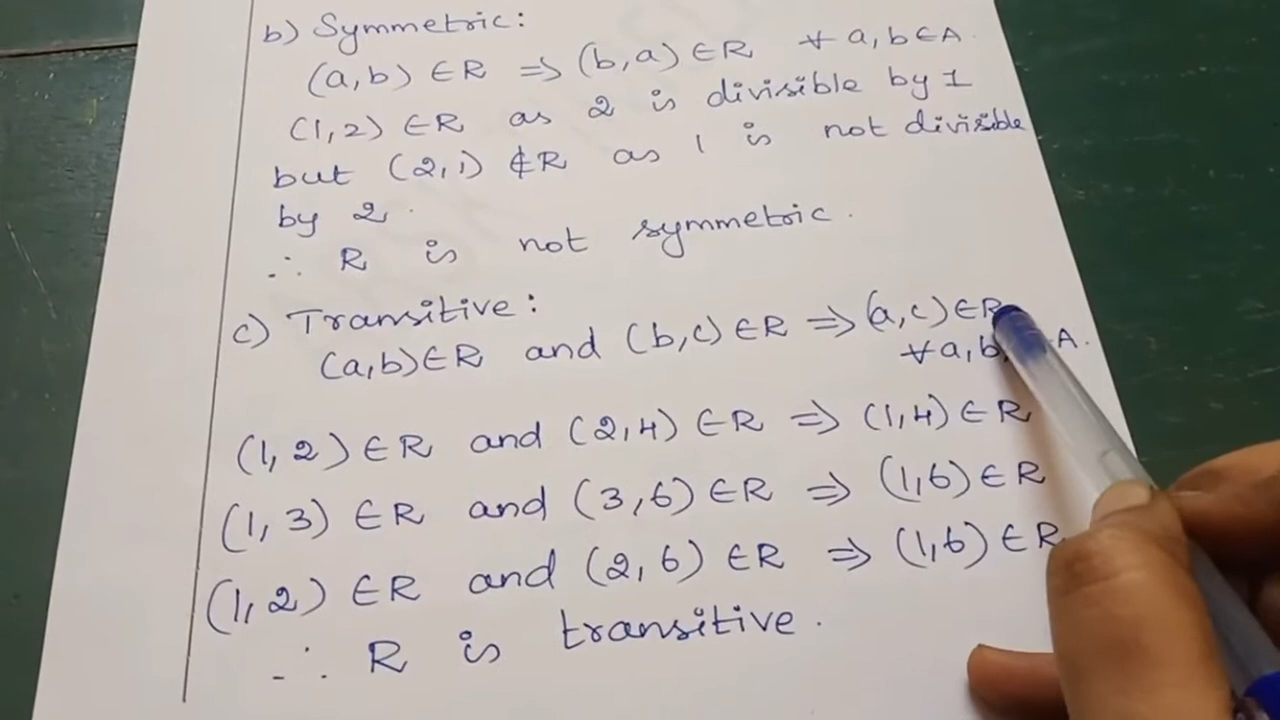 b) Symmetric:
(a,b) ∈R ⇒ (b,a) ∈R ∀ a,b∈A.
(1,2) ∈R as 2 is divisible by 1
but (2,1) ∉R as 1 is not divisible
by 2.
∴ R is not symmetric.
c) Transitive:
(a,b)∈R and (b,c)∈R ⇒ (a,c)∈R
∀ a,b, A.
(1,2)∈R and (2,4) ∈R ⇒ (1,4)∈R
(1,3) ∈R and (3,6)∈R ⇒ (1,6)∈R
(1,2) ∈R and (2,6) ∈R ⇒ (1,6)∈R
∴ R is transitive.